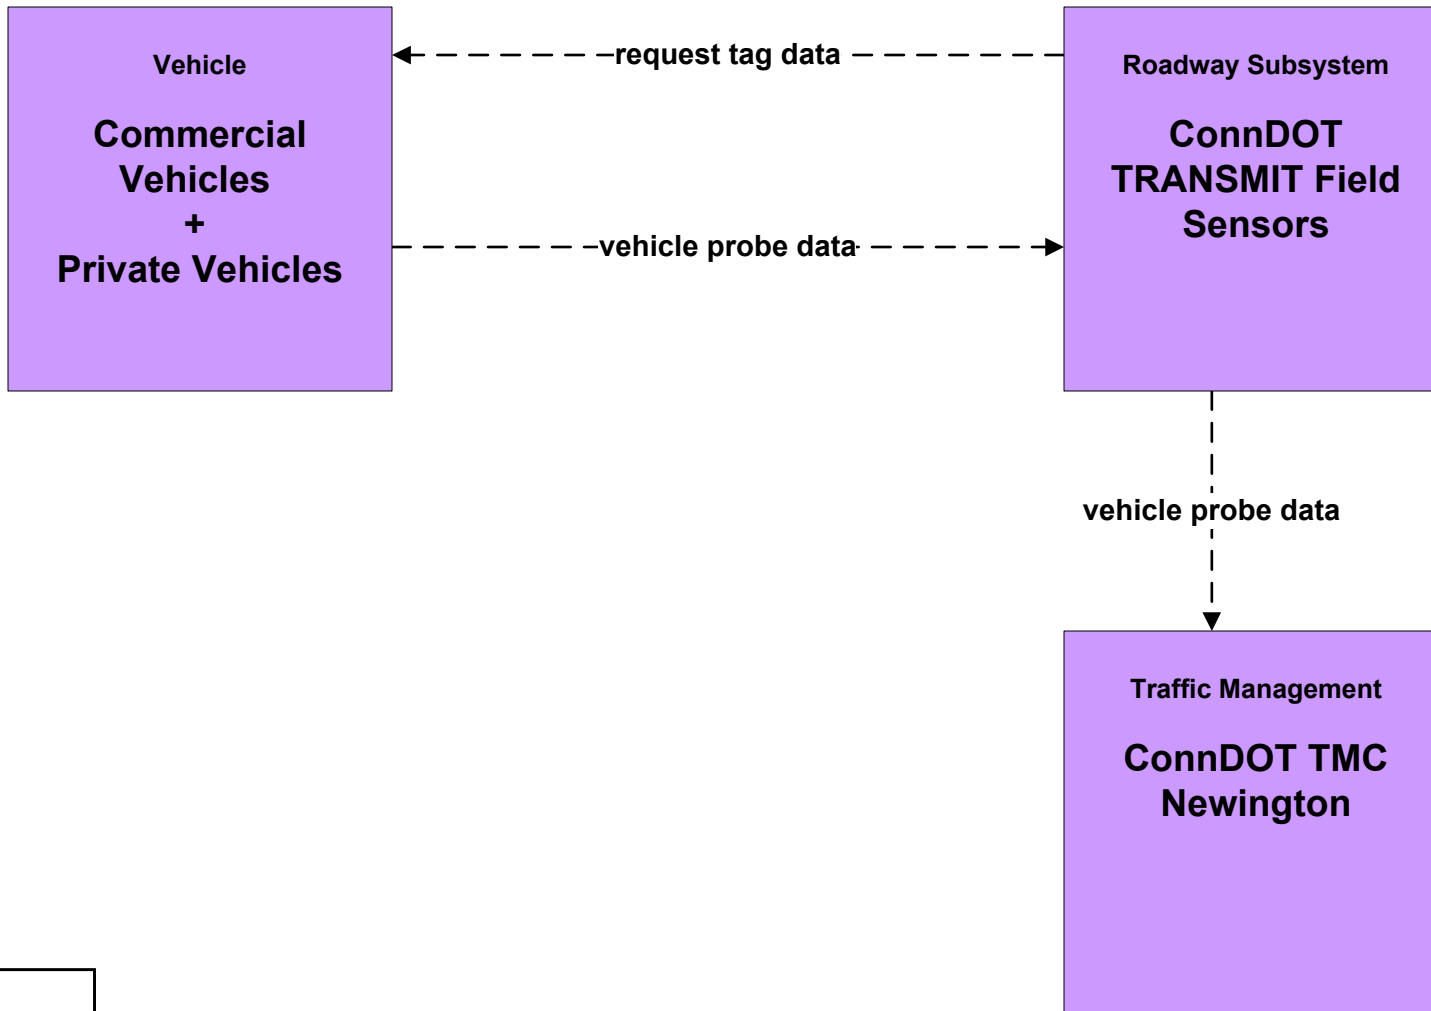 Vehicle
Commercial
Vehicles
+
Private Vehicles
request tag data
vehicle probe data
Roadway Subsystem
ConnDOT
TRANSMIT Field
Sensors
vehicle probe data
Traffic Management
ConnDOT TMC
Newington